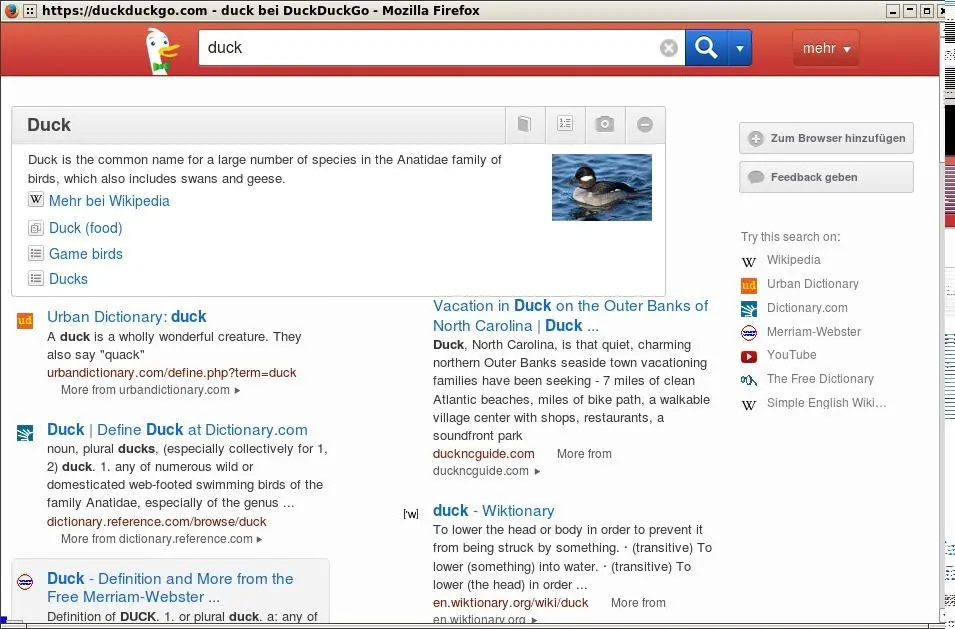 https://duckduckgo.com - duck bei DuckDuckGo - Mozilla Firefox
duck
mehr
Duck
Duck is the common name for a large number of species in the Anatidae family of
birds, which also includes swans and geese.
W Mehr bei Wikipedia
Duck (food)
Game birds
Ducks
ud Urban Dictionary: duck
A duck is a wholly wonderful creature. They
also say "quack"
urbandictionary.com/define.php?term=duck
More from urbandictionary.com
Duck | Define Duck at Dictionary.com
noun, plural ducks, (especially collectively for 1,
2) duck. 1. any of numerous wild or
domesticated web-footed swimming birds of the
family Anatidae, especially of the genus ...
dictionary.reference.com/browse/duck
More from dictionary.reference.com
Duck - Definition and More from the
Free Merriam-Webster ...
Definition of DUCK. 1. or plural duck. a: any of
Vacation in Duck on the Outer Banks of
North Carolina | Duck ...
Duck, North Carolina, is that quiet, charming
northern Outer Banks seaside town vacationing
families have been seeking - 7 miles of clean
Atlantic beaches, miles of bike path, a walkable
village center with shops, restaurants, a
soundfront park
duckncguide.com More from
duckncguide.com
['w] duck - Wiktionary
To lower the head or body in order to prevent it
from being struck by something. · (transitive) To
lower (something) into water. · (transitive) To
lower (the head) in order ...
en.wiktionary.org/wiki/duck More from
en.wiktionary.org
Zum Browser hinzufügen
Feedback geben
Try this search on:
W Wikipedia
ud Urban Dictionary
Dictionary.com
Merriam-Webster
YouTube
The Free Dictionary
W Simple English Wiki...